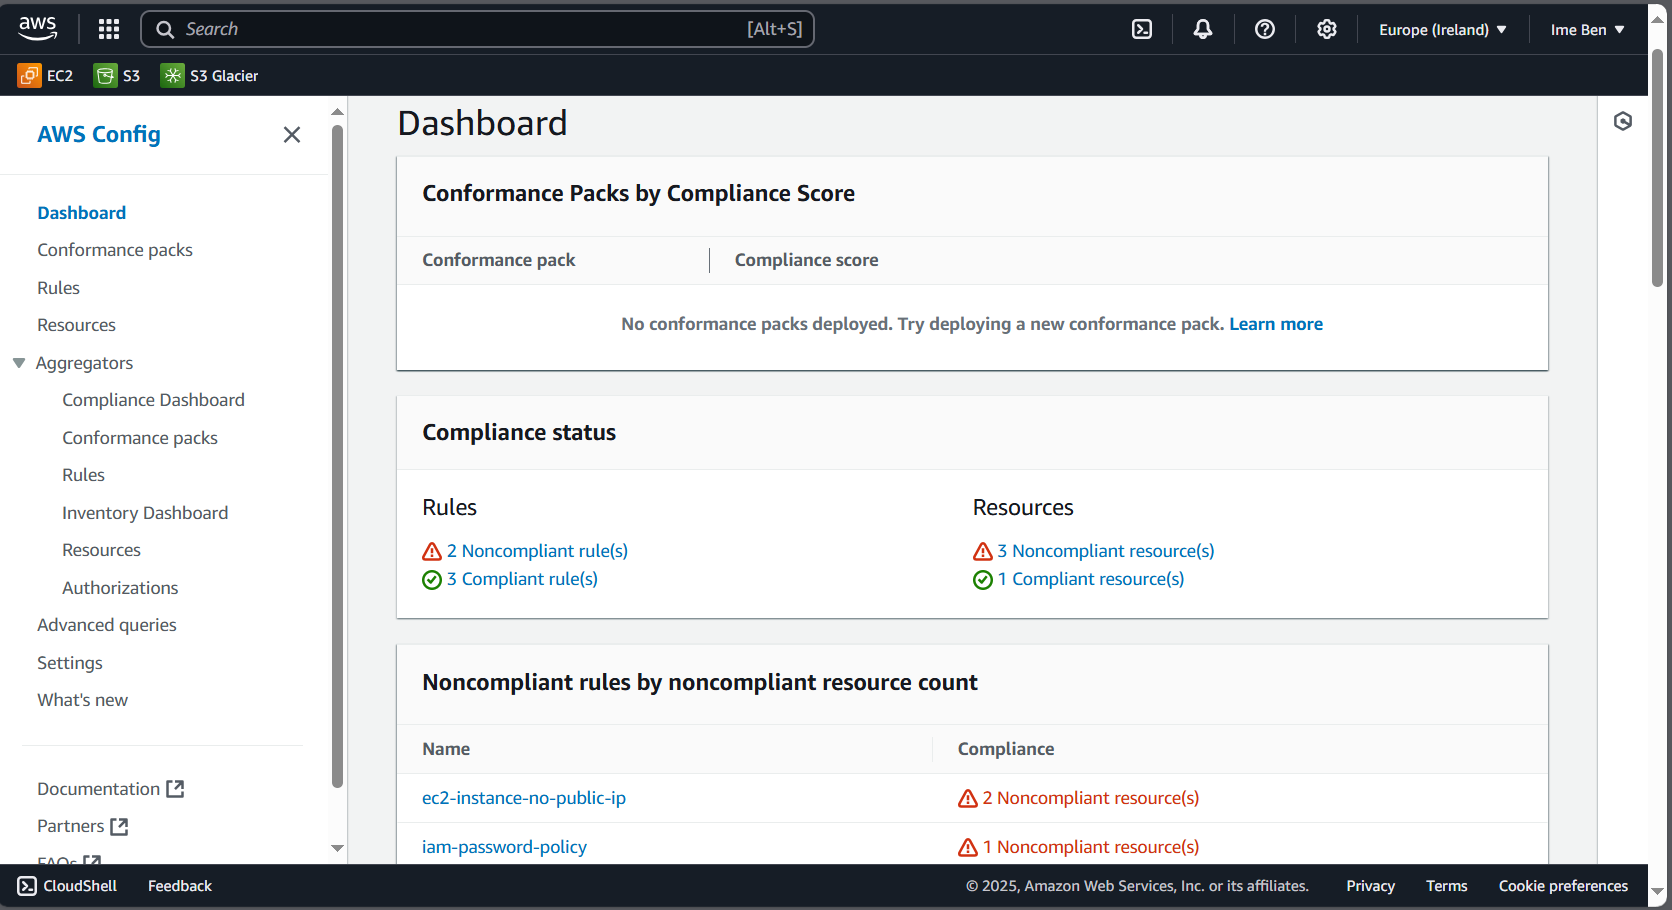 aws
Search
[Alt+S]
Europe (Ireland)
Ime Ben
EC2
S3
S3 Glacier
AWS Config
Dashboard
Conformance packs
Rules
Resources
Aggregators
Compliance Dashboard
Conformance packs
Rules
Inventory Dashboard
Resources
Authorizations
Advanced queries
Settings
What's new
Documentation
Partners
FAQs
Dashboard
Conformance Packs by Compliance Score
Conformance pack
Compliance score
No conformance packs deployed. Try deploying a new conformance pack. Learn more
Compliance status
Rules
2 Noncompliant rule(s)
3 Compliant rule(s)
Resources
3 Noncompliant resource(s)
1 Compliant resource(s)
Noncompliant rules by noncompliant resource count
Name
Compliance
ec2-instance-no-public-ip
2 Noncompliant resource(s)
iam-password-policy
1 Noncompliant resource(s)
CloudShell
Feedback
© 2025, Amazon Web Services, Inc. or its affiliates.
Privacy
Terms
Cookie preferences